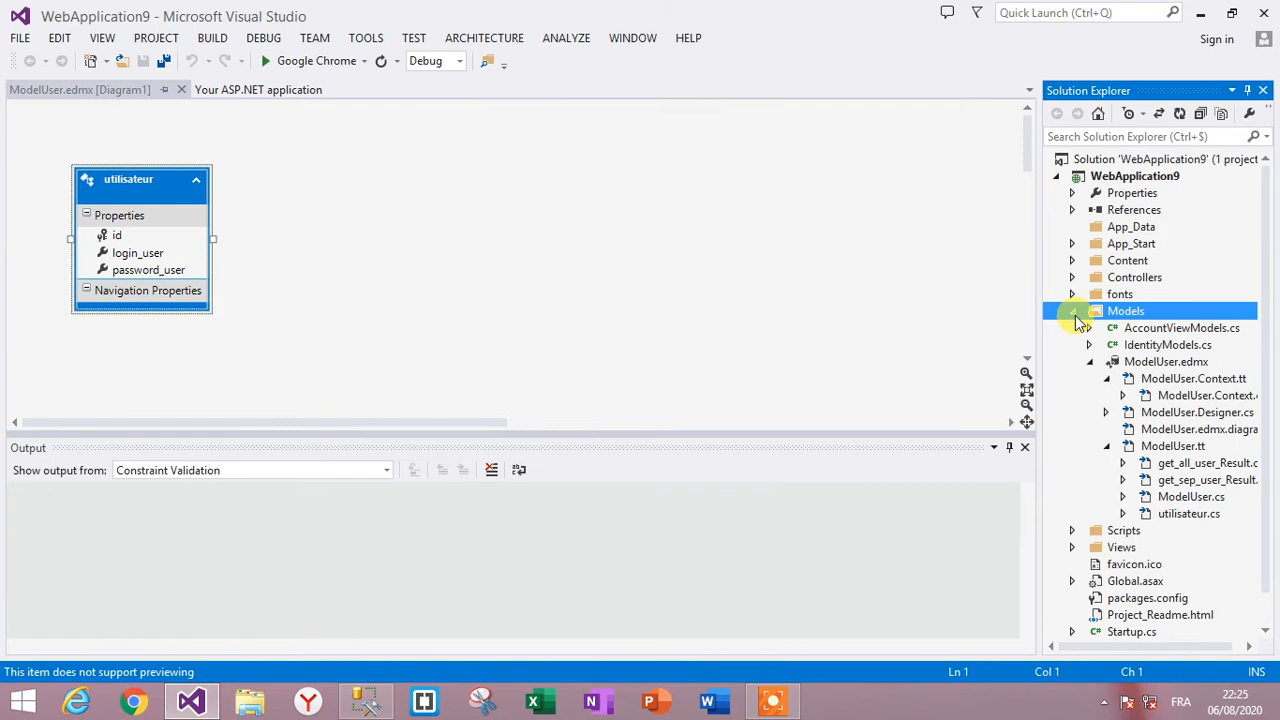 WebApplication9 - Microsoft Visual Studio
Quick Launch (Ctrl+Q)
FILE EDIT VIEW PROJECT BUILD DEBUG TEAM TOOLS TEST ARCHITECTURE ANALYZE WINDOW HELP
Sign in
Google Chrome Debug
ModelUser.edmx [Diagram1] Your ASP.NET application
utilisateur
Properties
id
login_user
password_user
Navigation Properties
Output
Show output from: Constraint Validation
Solution Explorer
Search Solution Explorer (Ctrl+$)
Solution 'WebApplication9' (1 project
WebApplication9
Properties
References
App_Data
App_Start
Content
Controllers
fonts
Models
AccountViewModels.cs
IdentityModels.cs
ModelUser.edmx
ModelUser.Context.tt
ModelUser.Context.
ModelUser.Designer.cs
ModelUser.edmx.diagra
ModelUser.tt
get_all_user_Result.c
get_sep_user_Result.
ModelUser.cs
utilisateur.cs
Scripts
Views
favicon.ico
Global.asax
packages.config
Project_Readme.html
Startup.cs
This item does not support previewing Ln 1 Col 1 Ch 1 INS
FR
22:25
06/08/2020